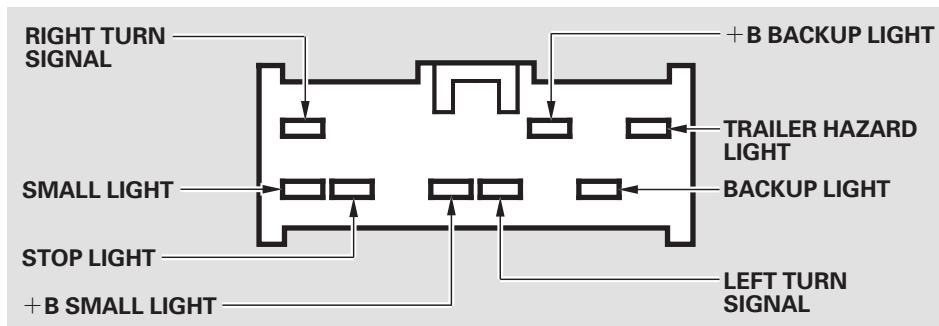 RIGHT TURN
SIGNAL
+B BACKUP LIGHT
TRAILER HAZARD
LIGHT
SMALL LIGHT
BACKUP LIGHT
STOP LIGHT
LEFT TURN
SIGNAL
+B SMALL LIGHT